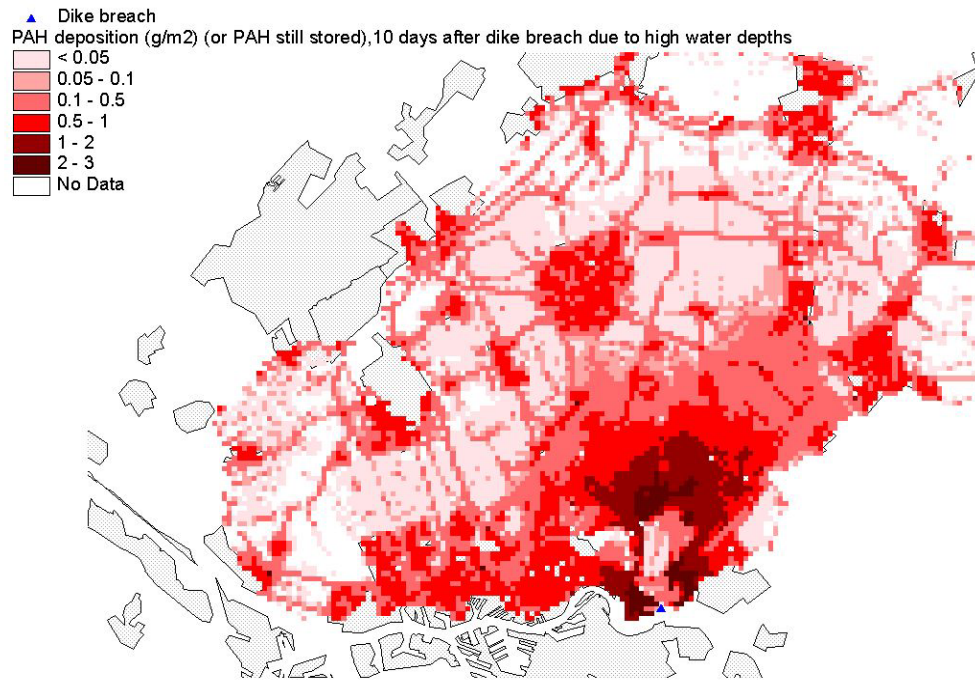 Dike breach
PAH deposition (g/m2) (or PAH still stored),10 days after dike breach due to high water depths
< 0.05
0.05 - 0.1
0.1 - 0.5
0.5 - 1
1 - 2
2 - 3
No Data